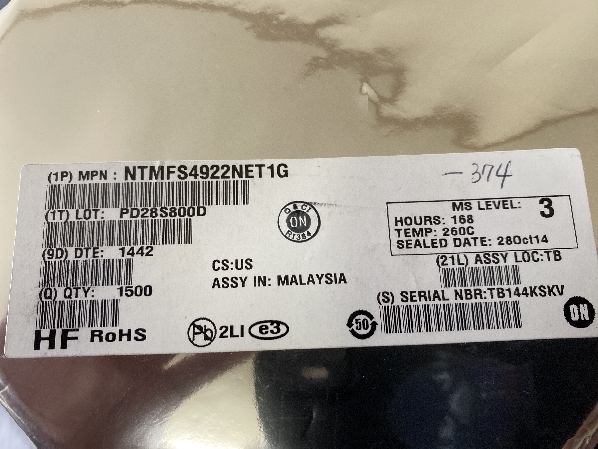 (1P) MPN : NTMFS4922NET1G
-374
(1T) LOT: PD28S800D
Q & CI
ON
MS LEVEL: 3
HOURS: 168
TEMP: 260C
SEALED DATE: 28Oct14
(9D) DTE: 1442
CS:US
ASSY IN: MALAYSIA
(21L) ASSY LOC:TB
(Q) QTY: 1500
(S) SERIAL NBR:TB144KSKV
HF RoHS
Pb 2LI e3
50
ON